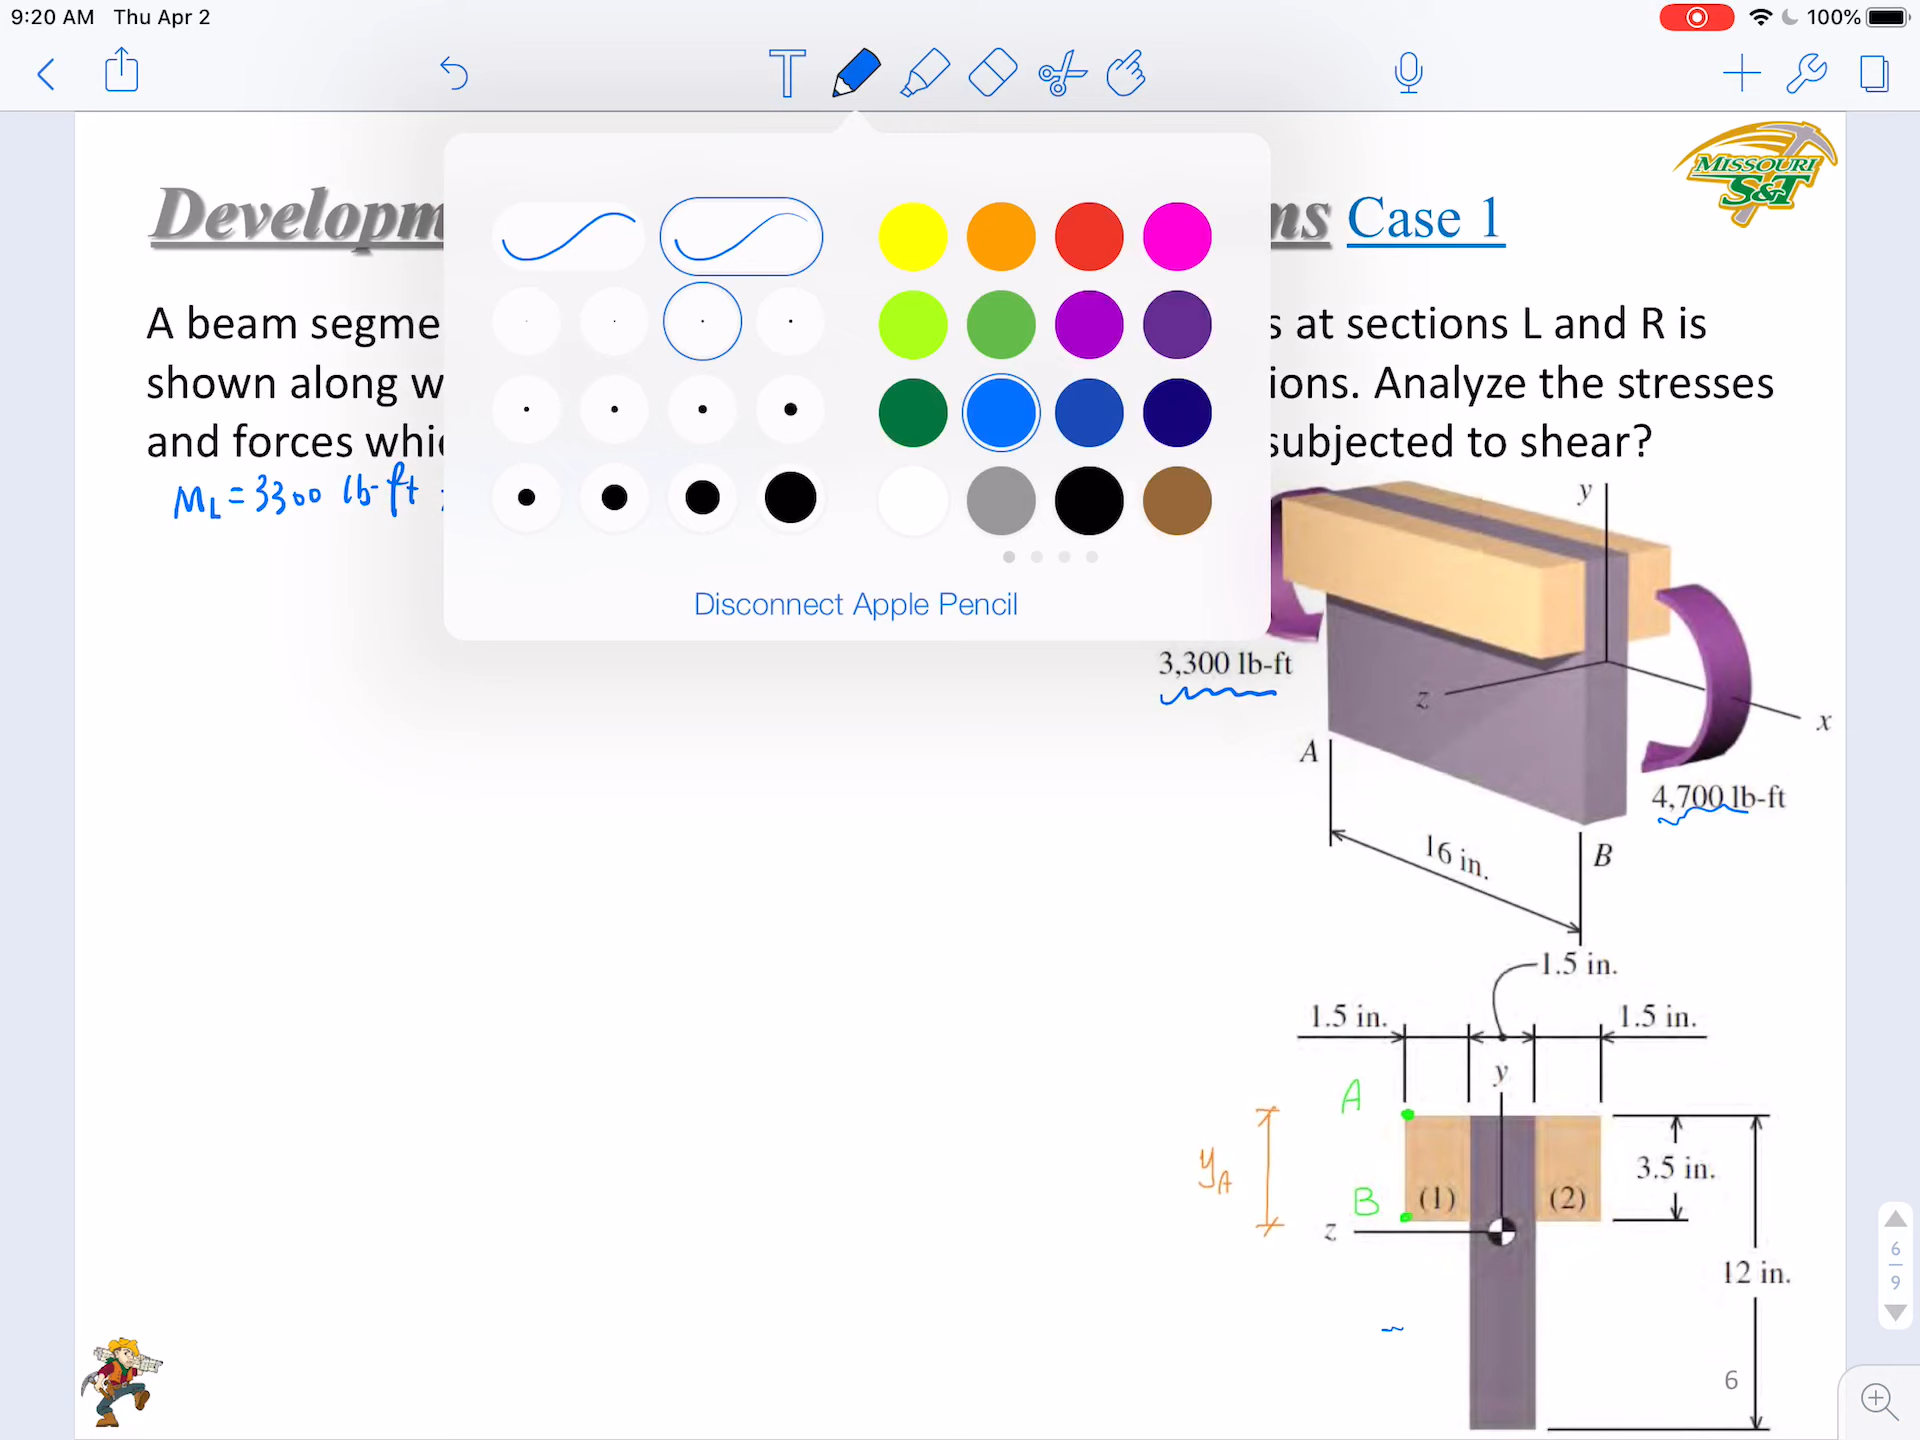 9:20 AM Thu Apr 2
100%
T
MISSOURI
S&T
Developm
ns Case 1
A beam segme
s at sections L and R is
shown along w
ions. Analyze the stresses
and forces whi
subjected to shear?
M_L = 3300 lb-ft
Disconnect Apple Pencil
y
3,300 lb-ft
z
x
A
4,700 lb-ft
16 in.
B
1.5 in.
1.5 in.
1.5 in.
y
A
y_A
3.5 in.
B
(1)
(2)
z
12 in.
6
9
6